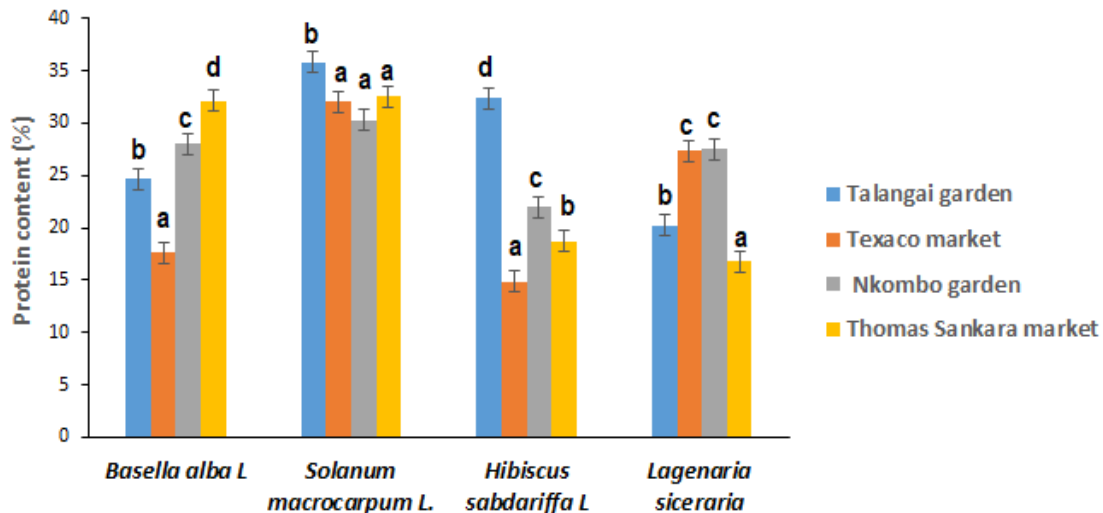 Protein content (%)
40
35
30
25
20
15
10
5
0
b
a
c
d
b
a
a
a
d
a
c
b
b
c
c
a
Basella alba L
Solanum
macrocarpum L.
Hibiscus
sabdariffa L
Lagenaria
siceraria
Talangai garden
Texaco market
Nkombo garden
Thomas Sankara market